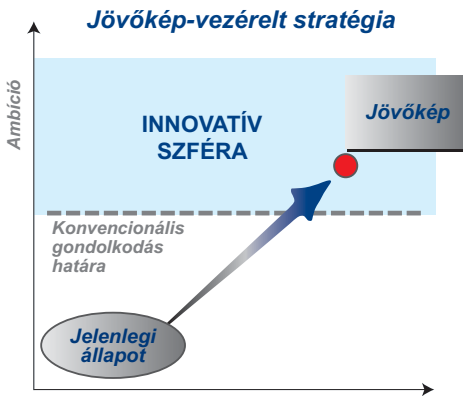 Jövőkép-vezérelt stratégia
Ambíció
INNOVATÍV
SZFÉRA
Jövőkép
Konvencionális
gondolkodás
határa
Jelenlegi
állapot